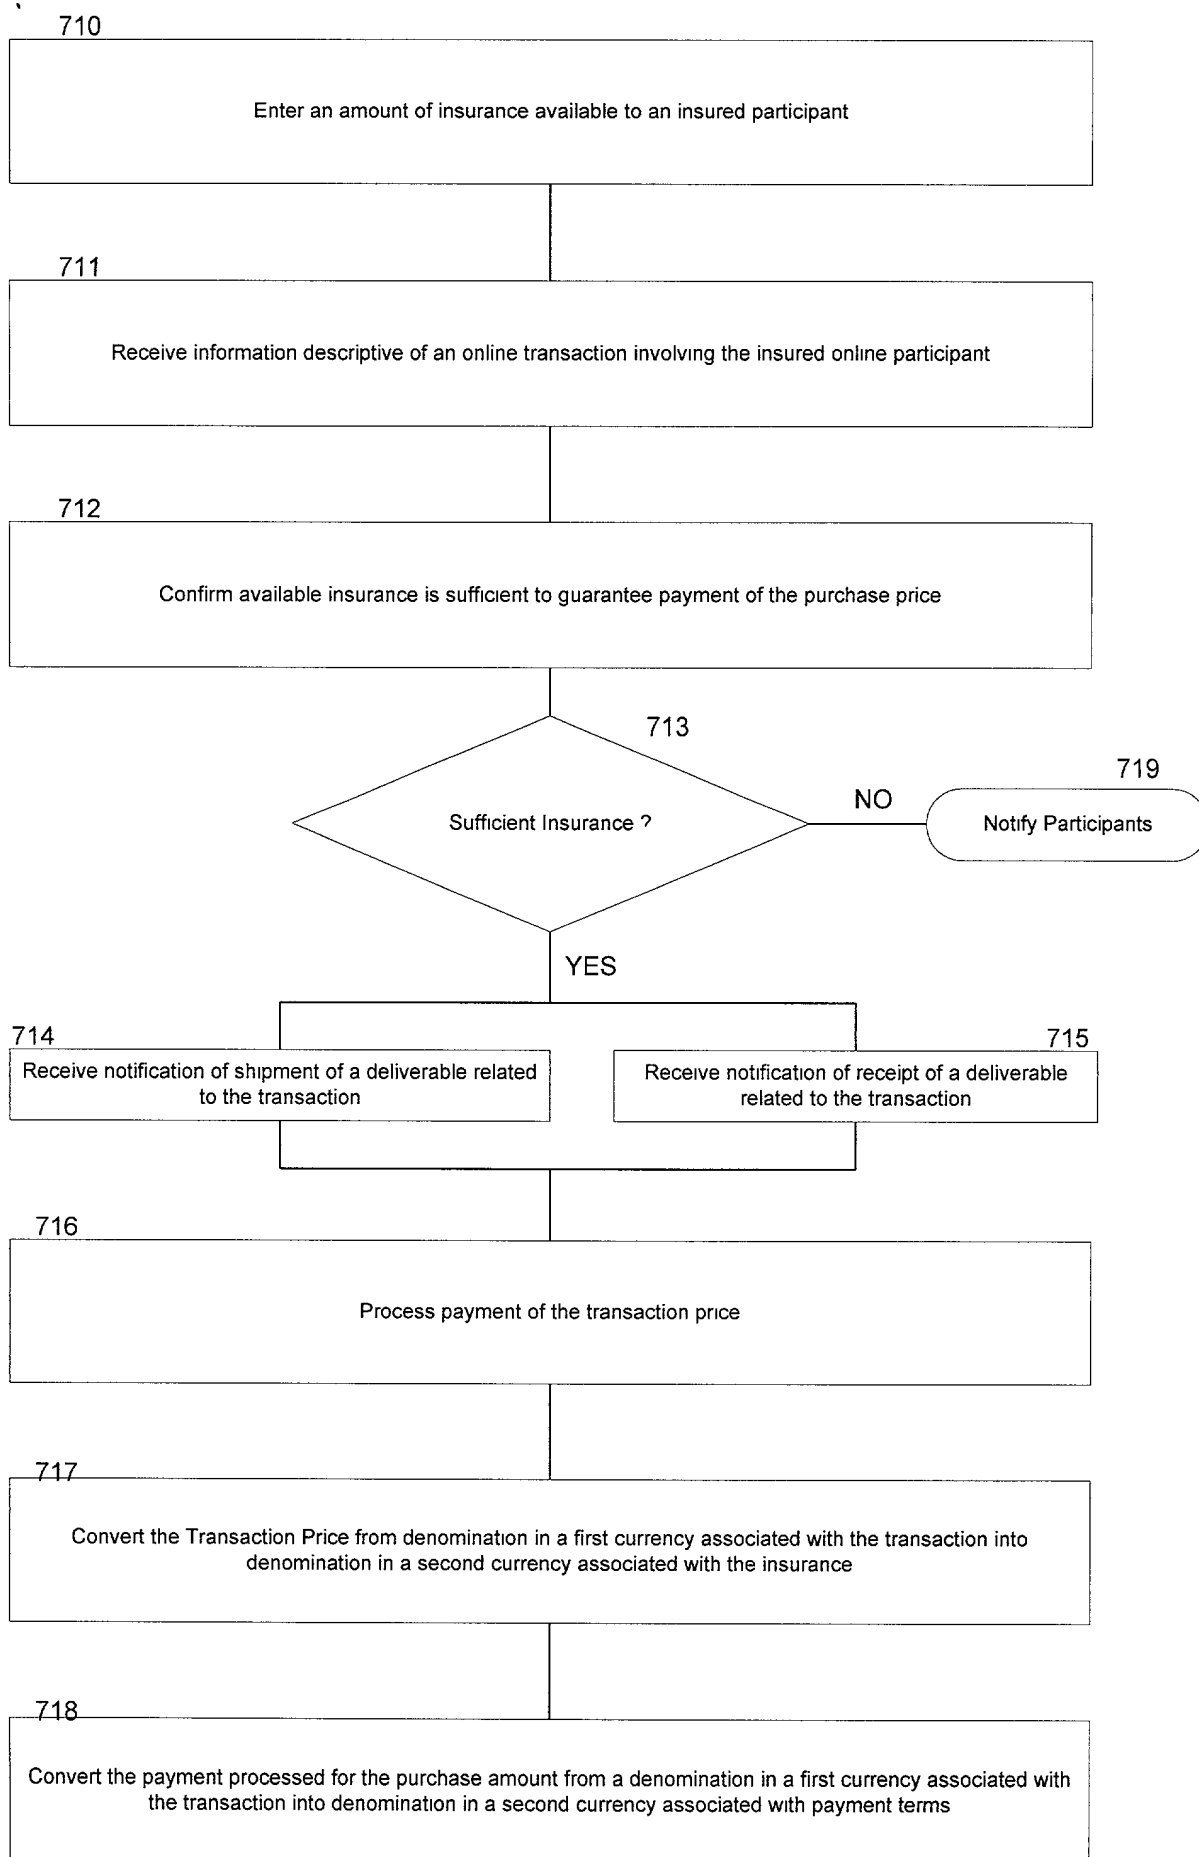 710
Enter an amount of insurance available to an insured participant
711
Receive information descriptive of an online transaction involving the insured online participant
712
Confirm available insurance is sufficient to guarantee payment of the purchase price
713
719
NO
Sufficient Insurance ?
Notify Participants
YES
714
715
Receive notification of shipment of a deliverable related
to the transaction
Receive notification of receipt of a deliverable
related to the transaction
716
Process payment of the transaction price
717
Convert the Transaction Price from denomination in a first currency associated with the transaction into
denomination in a second currency associated with the insurance
718
Convert the payment processed for the purchase amount from a denomination in a first currency associated with
the transaction into denomination in a second currency associated with payment terms